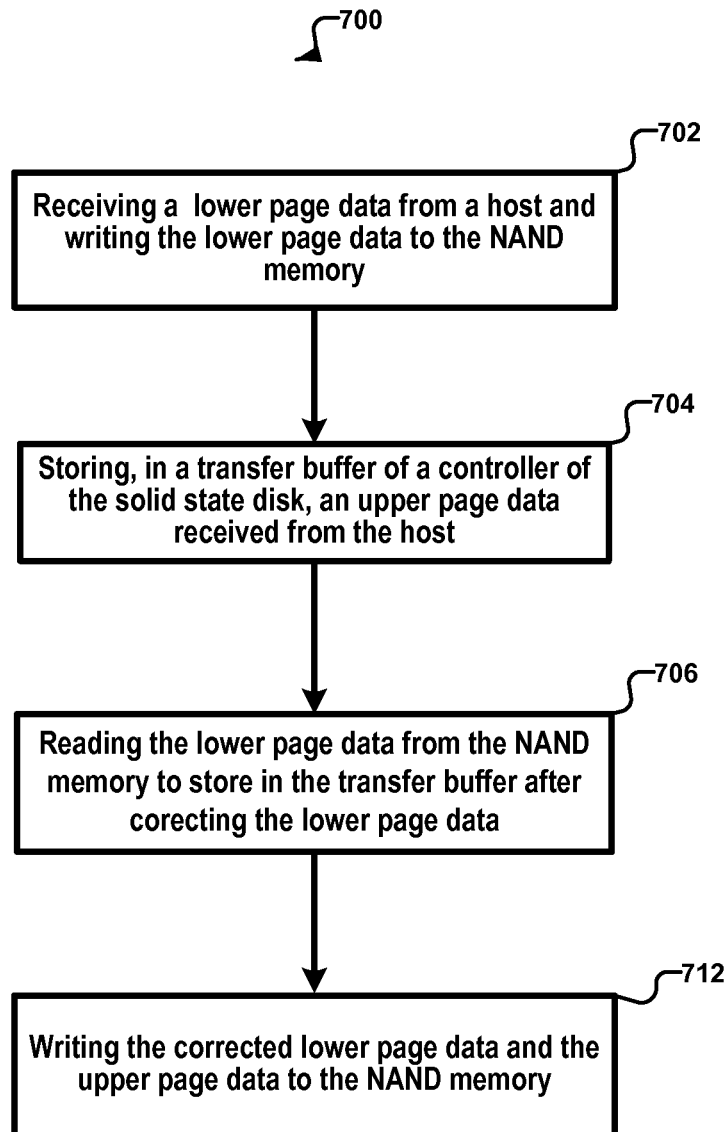 700
702
Receiving a lower page data from a host and
writing the lower page data to the NAND
memory
704
Storing, in a transfer buffer of a controller of
the solid state disk, an upper page data
received from the host
706
Reading the lower page data from the NAND
memory to store in the transfer buffer after
corecting the lower page data
712
Writing the corrected lower page data and the
upper page data to the NAND memory